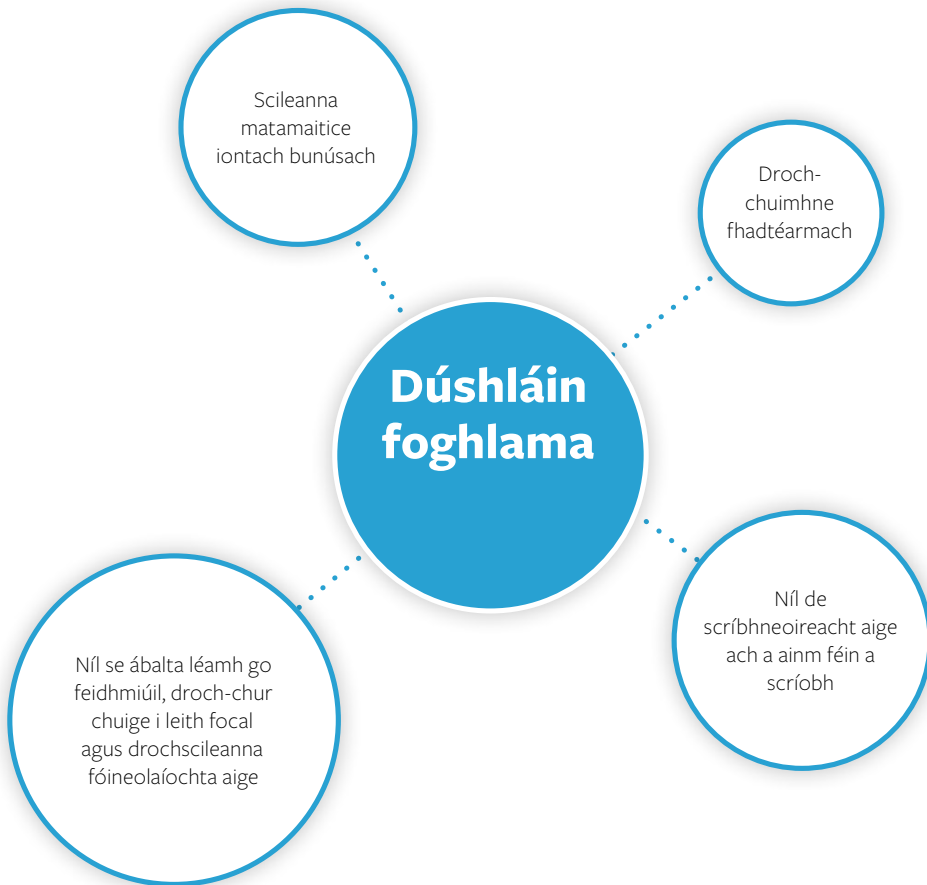 Scileanna
matamaitice
iontach bunúsach
Droch-
chuimhne
fhadtéarmach
Dúshláin
foghlama
Níl de
scríbhneoireacht aige
ach a ainm féin a
scríobh
Níl se ábalta léamh go
feidhmiúil, droch-chur
chuige i leith focal
agus drochscileanna
fóineolaíochta aige